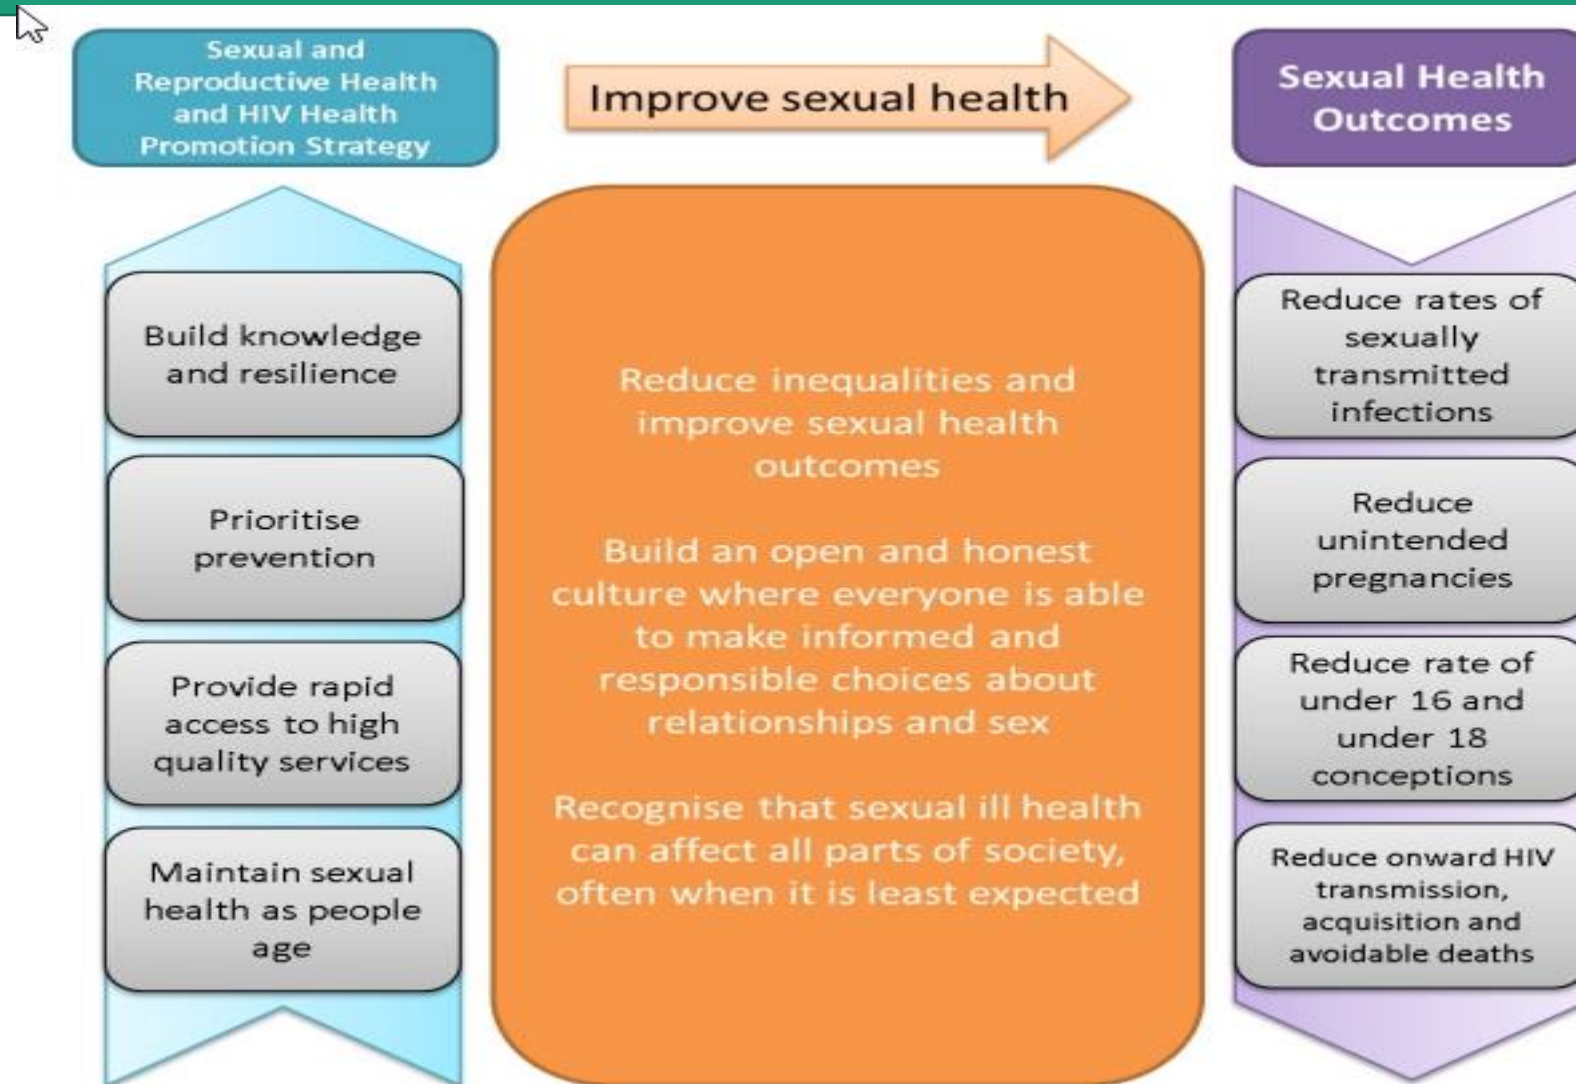 Sexual and
Reproductive Health
and HIV Health
Promotion Strategy
Improve sexual health
Sexual Health
Outcomes
Build knowledge
and resilience
Prioritise
prevention
Provide rapid
access to high
quality services
Maintain sexual
health as people
age
Reduce inequalities and
improve sexual health
outcomes
Build an open and honest
culture where everyone is able
to make informed and
responsible choices about
relationships and sex
Recognise that sexual ill health
can affect all parts of society,
often when it is least expected
Reduce rates of
sexually
transmitted
infections
Reduce
unintended
pregnancies
Reduce rate of
under 16 and
under 18
conceptions
Reduce onward HIV
transmission,
acquisition and
avoidable deaths